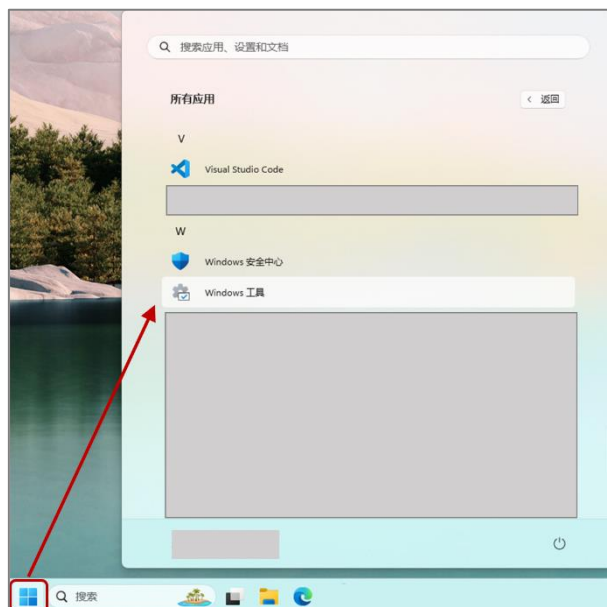 搜索应用、设置和文档
所有应用
返回
V
Visual Studio Code
W
Windows 安全中心
Windows 工具
搜索